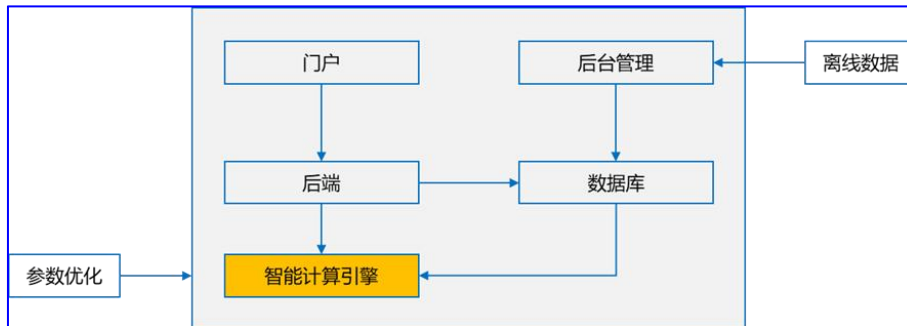 门户
后台管理
离线数据
后端
数据库
参数优化
智能计算引擎